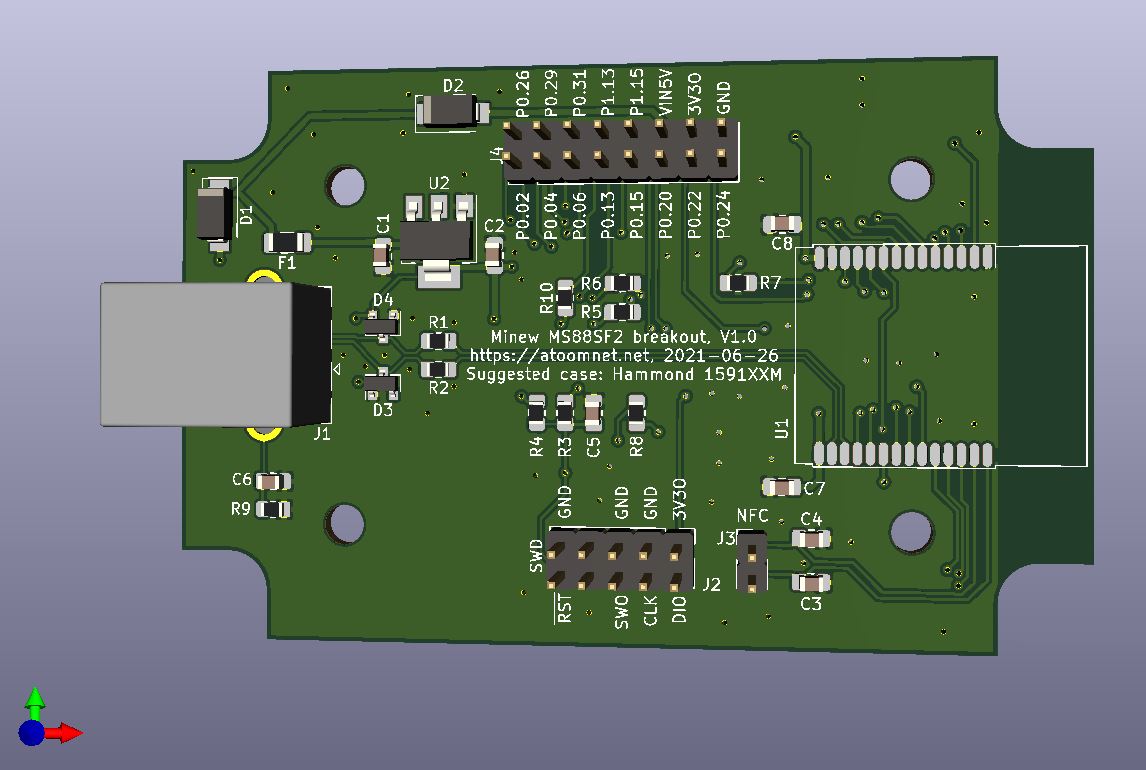 D2
P0.26
P0.29
P0.31
P1.13
P1.15
VIN5V
3V3O
GND
J4
U2
D1
P0.02
P0.04
P0.06
P0.13
P0.15
P0.20
P0.22
P0.24
C1
C2
C8
F1
R10
R6
R7
R5
D4
R1
Minew MS88SF2 breakout, V1.0
https://atoomnet.net, 2021-06-26
Suggested case: Hammond 1591XXM
R2
D3
J1
U1
R4
R3
C5
R8
C6
R9
C7
GND
GND
GND
3V3O
NFC
C4
J3
SWD
J2
C3
RST
SWO
CLK
DIO